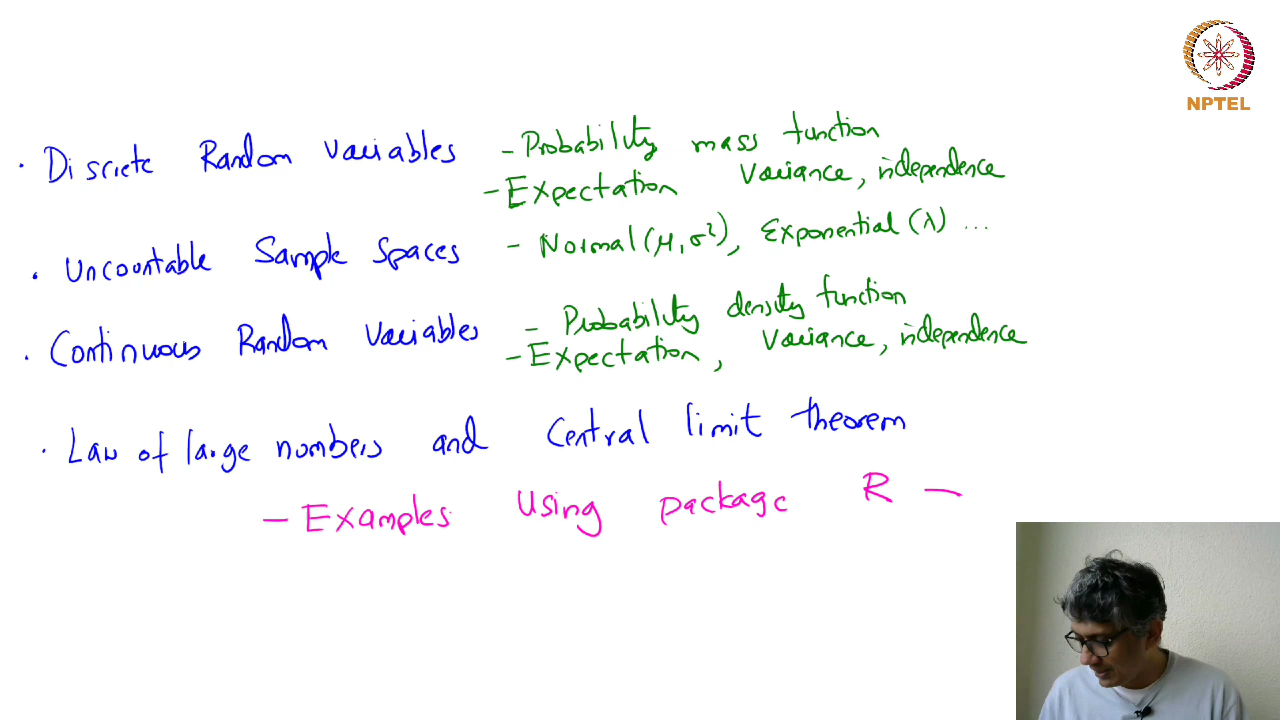 NPTEL
· Discrete Random Variables - Probability mass function
- Expectation Variance, independence
· Uncountable Sample Spaces - Normal (μ, σ²), Exponential (λ) ...
· Continuous Random Variables - Probability density function
- Expectation, Variance, independence
· Law of large numbers and Central limit theorem
- Examples Using package R -